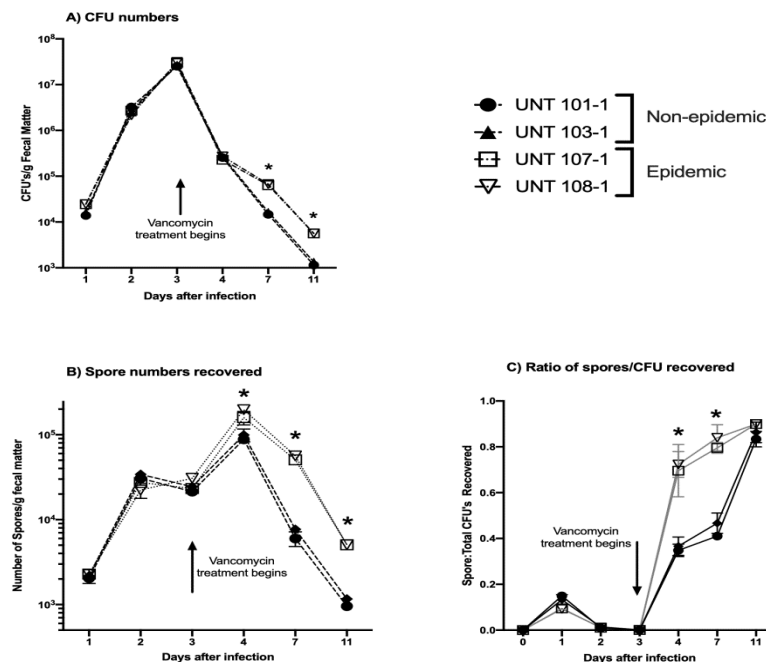 A) CFU numbers
10⁸
10⁷
10⁶
10⁵
10⁴
10³
CFU's/g Fecal Matter
*
*
Vancomycin
treatment begins
1 2 3 4 7 11
Days after infection
UNT 101-1
UNT 103-1
Non-epidemic
UNT 107-1
UNT 108-1
Epidemic
B) Spore numbers recovered
10⁵
10⁴
10³
Number of Spores/g fecal matter
*
*
*
Vancomycin
treatment begins
1 2 3 4 7 11
Days after infection
C) Ratio of spores/CFU recovered
1.0
0.8
0.6
0.4
0.2
0.0
Spore:Total CFU's
Recovered
*
*
Vancomycin
treatment begins
0 1 2 3 4 7 11
Days after infection